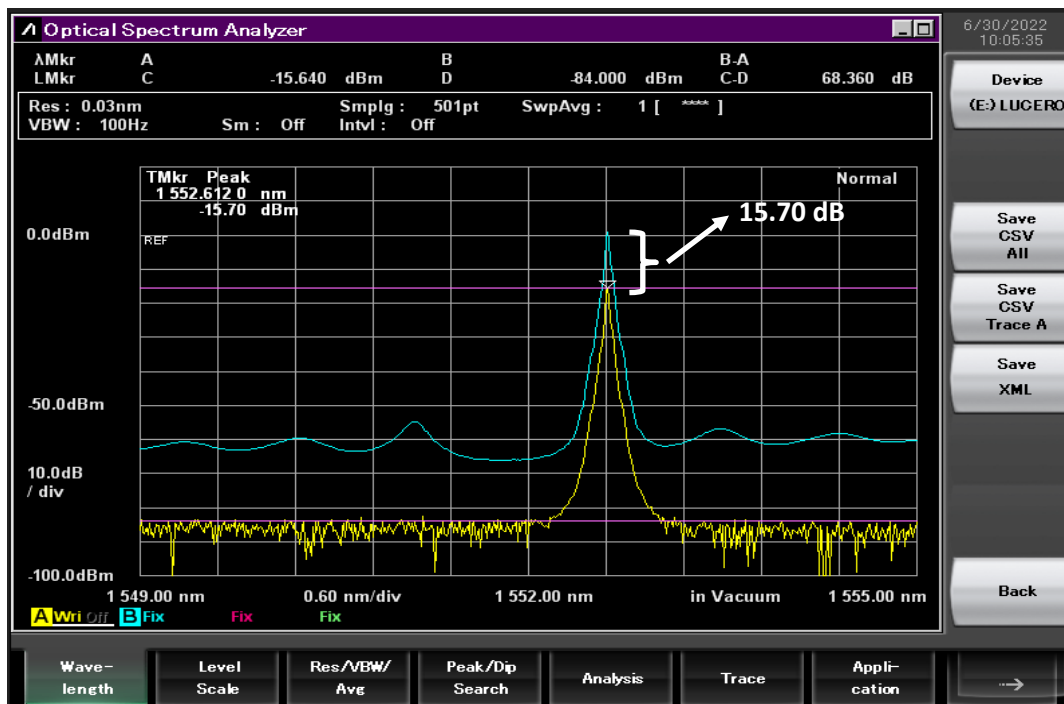 Optical Spectrum Analyzer
6/30/2022
10:05:35
λMkr A B B-A
LMkr C -15.640 dBm D -84.000 dBm C-D 68.360 dB
Res : 0.03nm Smplg : 501pt SwpAvg : 1 [ **** ]
VBW : 100Hz Sm : Off Intvl : Off
Device
(E:) LUCERO
TMkr Peak
1 552.612 0 nm
-15.70 dBm
Normal
15.70 dB
0.0dBm
REF
-50.0dBm
10.0dB
/ div
-100.0dBm
1 549.00 nm 0.60 nm/div 1 552.00 nm in Vacuum 1 555.00 nm
A Wri Off B Fix Fix Fix
Save
CSV
All
Save
CSV
Trace A
Save
XML
Back
Wave-
length
Level
Scale
Res/VBW/
Avg
Peak/Dip
Search
Analysis
Trace
Appli-
cation